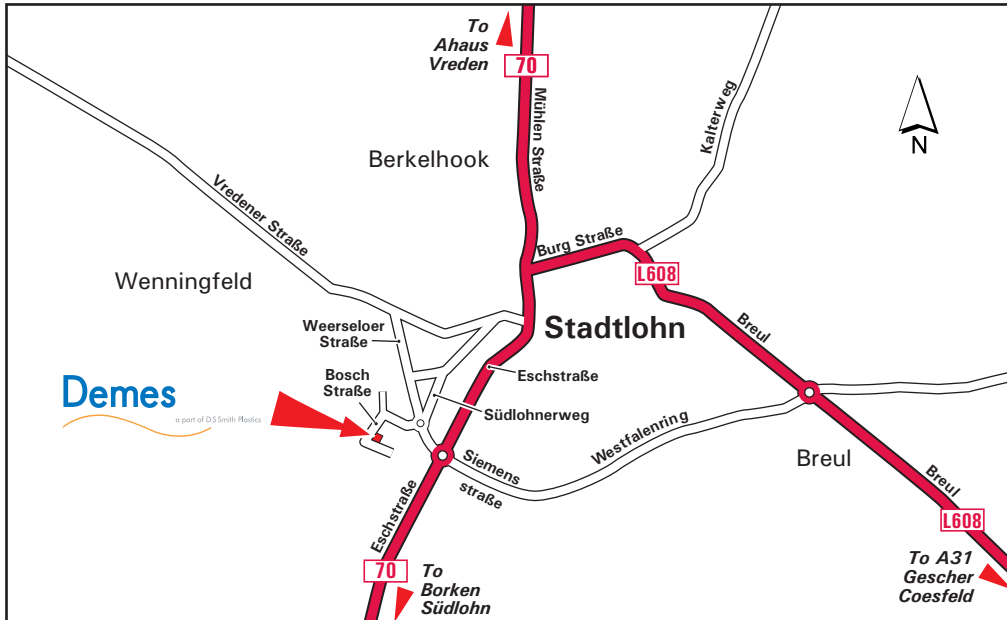 To
Ahaus
Vreden
70
Mühlen Straße
Kalterweg
N
Berkelhook
Vredener Straße
Burg Straße
L608
Wenningfeld
Weerseloer
Straße
Stadtlohn
Breul
Bosch
Straße
Eschstraße
Demes
a part of DS Smith Plastics
Südlohnerweg
Westfalenring
Siemens
straße
Breul
Breul
Eschstraße
L608
70
To
Borken
Südlohn
To A31
Gescher
Coesfeld